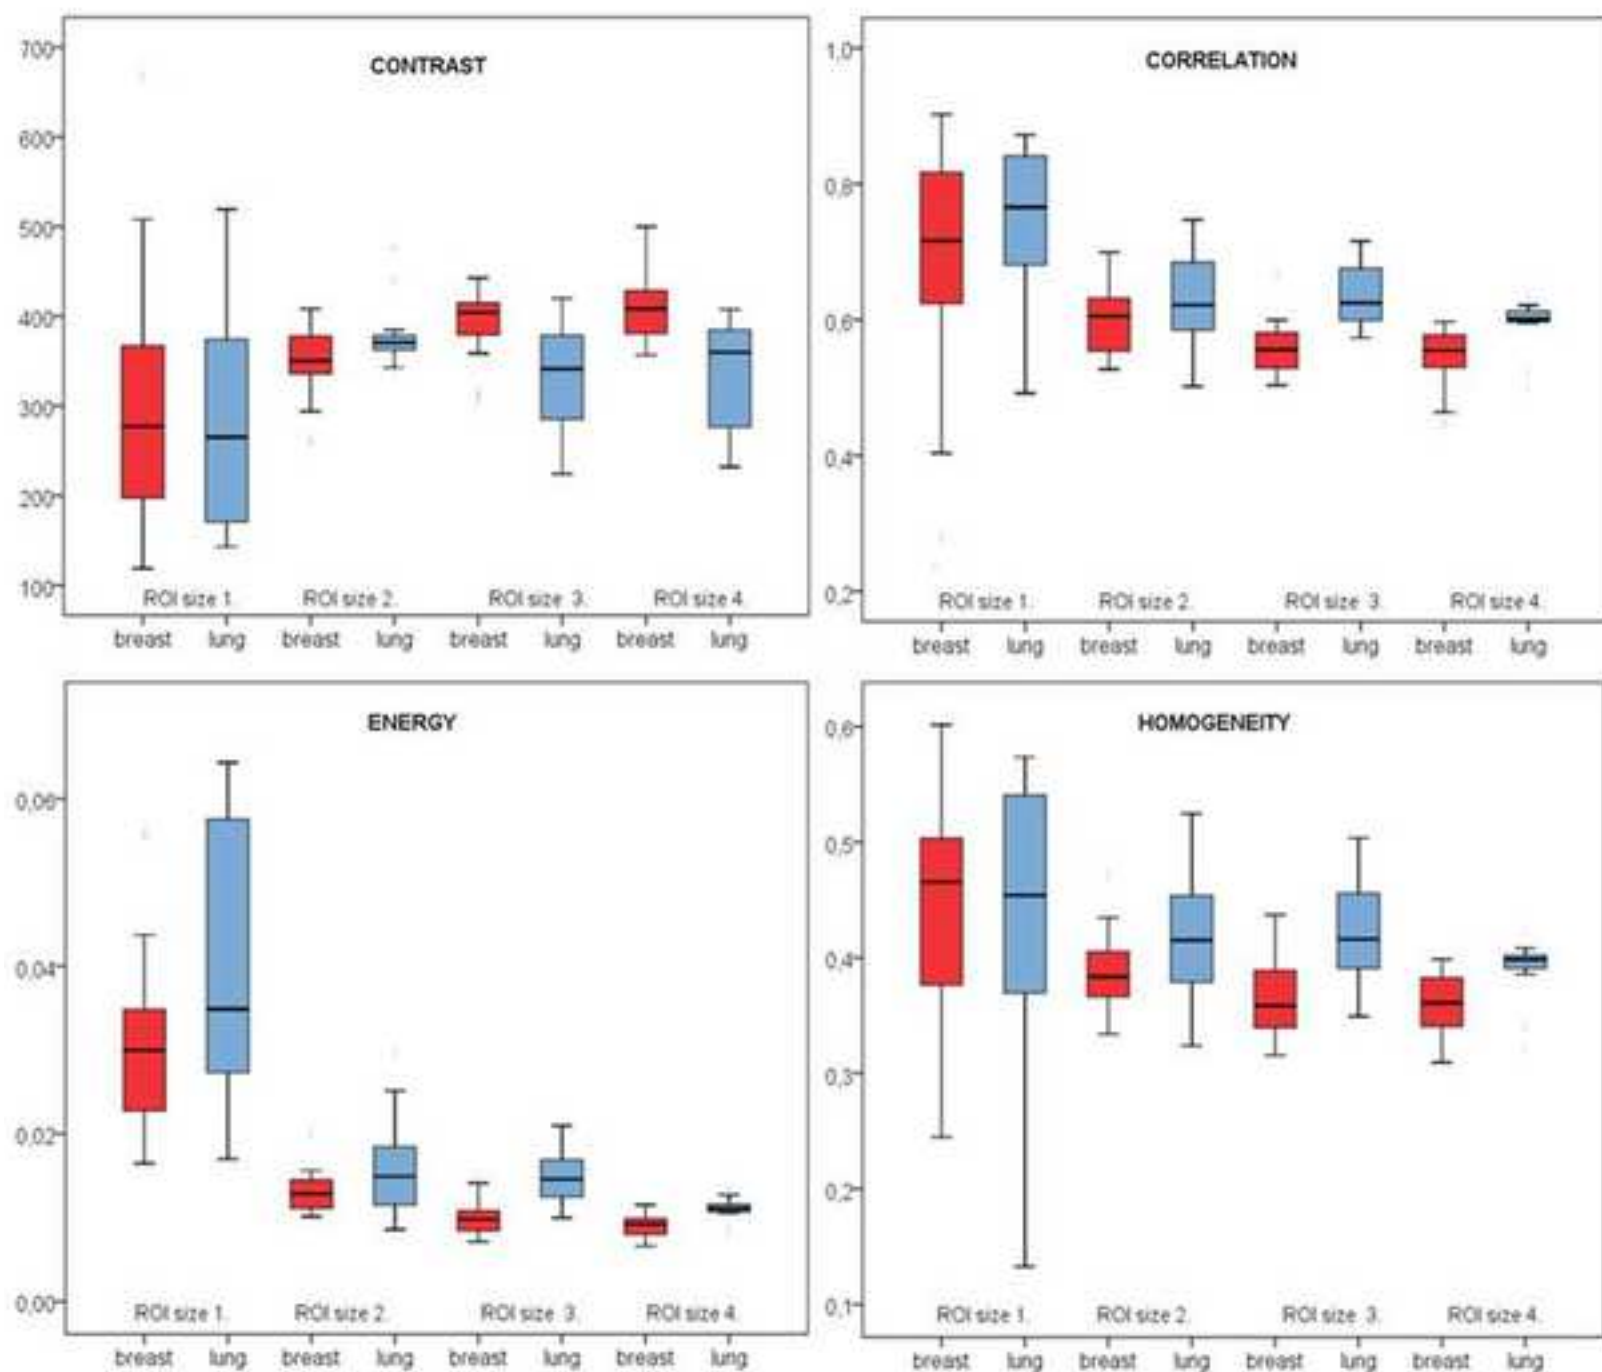 CONTRAST
700
600
500
400
300
200
100
ROI size 1. ROI size 2. ROI size 3. ROI size 4.
breast lung breast lung breast lung breast lung
CORRELATION
1,0
0,8
0,6
0,4
0,2
ROI size 1. ROI size 2. ROI size 3. ROI size 4.
breast lung breast lung breast lung breast lung
ENERGY
0,06
0,04
0,02
0,00
ROI size 1. ROI size 2. ROI size 3. ROI size 4.
breast lung breast lung breast lung breast lung
HOMOGENEITY
0,6
0,5
0,4
0,3
0,2
0,1
ROI size 1. ROI size 2. ROI size 3. ROI size 4.
breast lung breast lung breast lung breast lung